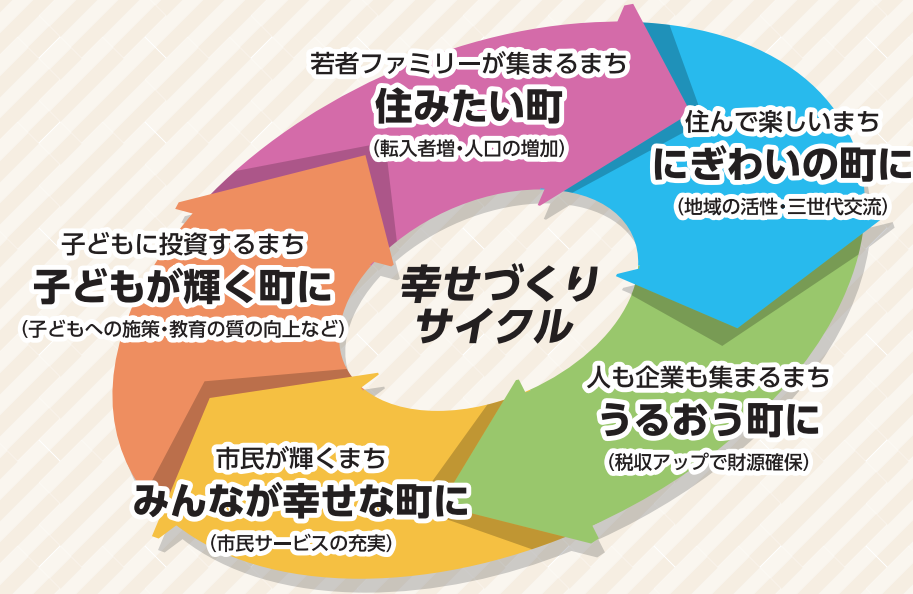 若者ファミリーが集まるまち
住みたい町
(転入者増・人口の増加)
住んで楽しいまち
にぎわいの町に
(地域の活性・三世代交流)
子どもに投資するまち
子どもが輝く町に
(子どもへの施策・教育の質の向上など)
幸せづくり
サイクル
人も企業も集まるまち
うるおう町に
(税収アップで財源確保)
市民が輝くまち
みんなが幸せな町に
(市民サービスの充実)